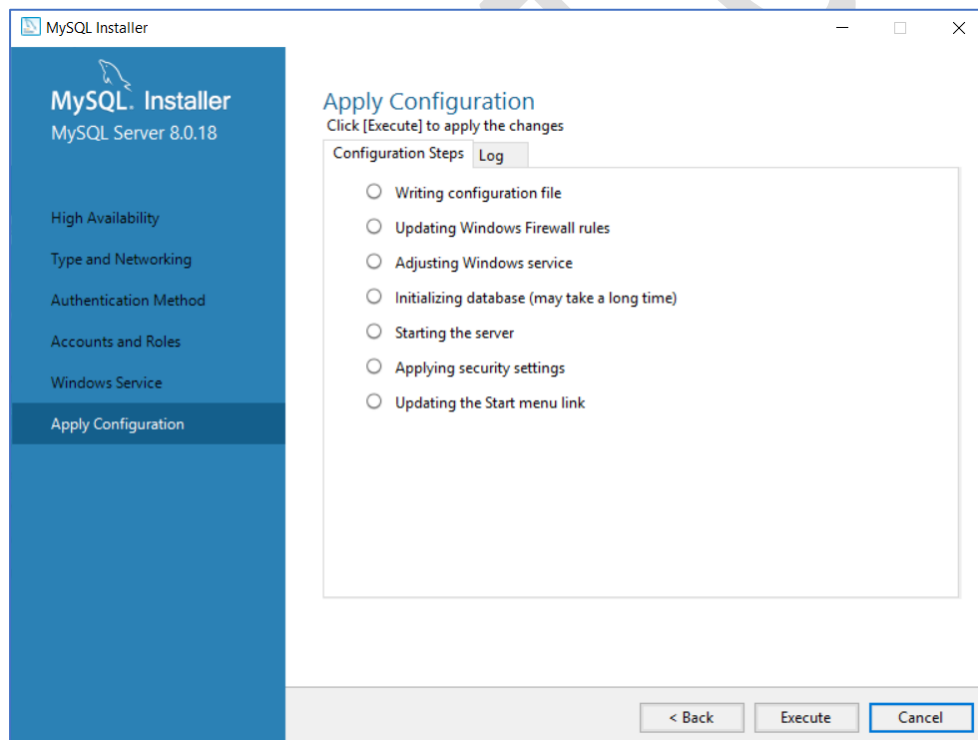 MySQL Installer
MySQL. Installer
MySQL Server 8.0.18
High Availability
Type and Networking
Authentication Method
Accounts and Roles
Windows Service
Apply Configuration
Apply Configuration
Click [Execute] to apply the changes
Configuration Steps Log
Writing configuration file
Updating Windows Firewall rules
Adjusting Windows service
Initializing database (may take a long time)
Starting the server
Applying security settings
Updating the Start menu link
< Back Execute Cancel